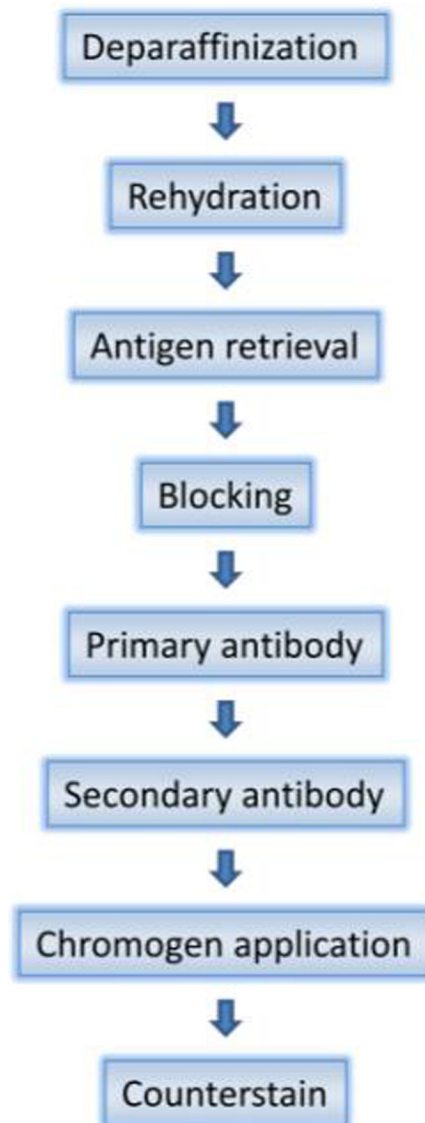 Deparaffinization
Rehydration
Antigen retrieval
Blocking
Primary antibody
Secondary antibody
Chromogen application
Counterstain